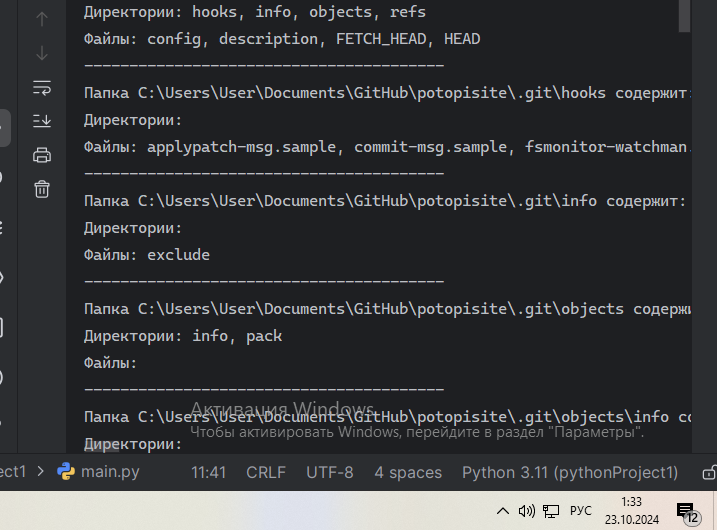 Директории: hooks, info, objects, refs
Файлы: config, description, FETCH_HEAD, HEAD
----------------------------------------
Папка C:\Users\User\Documents\GitHub\potopisite\.git\hooks содержит:
Директории:
Файлы: applypatch-msg.sample, commit-msg.sample, fsmonitor-watchman.
----------------------------------------
Папка C:\Users\User\Documents\GitHub\potopisite\.git\info содержит:
Директории:
Файлы: exclude
----------------------------------------
Папка C:\Users\User\Documents\GitHub\potopisite\.git\objects содержи
Директории: info, pack
Файлы:
----------------------------------------
Активация Windows
Папка C:\Users\User\Documents\GitHub\potopisite\.git\objects\info со
Чтобы активировать Windows, перейдите в раздел "Параметры".
Директории:
ect1 > main.py 11:41 CRLF UTF-8 4 spaces Python 3.11 (pythonProject1)
РУС 1:33
23.10.2024 12